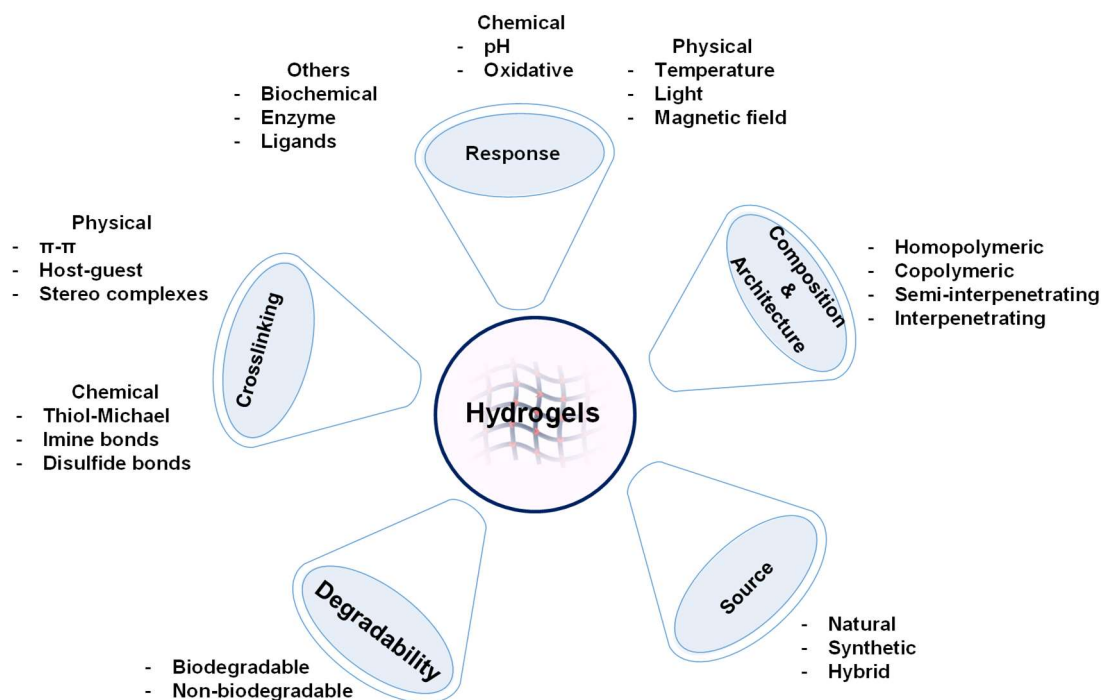 Chemical
- pH
- Oxidative
Physical
- Temperature
- Light
- Magnetic field
Others
- Biochemical
- Enzyme
- Ligands
Response
Physical
- π-π
- Host-guest
- Stereo complexes
Crosslinking
Chemical
- Thiol-Michael
- Imine bonds
- Disulfide bonds
Composition
&
Architecture
- Homopolymeric
- Copolymeric
- Semi-interpenetrating
- Interpenetrating
Hydrogels
Degradability
- Biodegradable
- Non-biodegradable
Source
- Natural
- Synthetic
- Hybrid